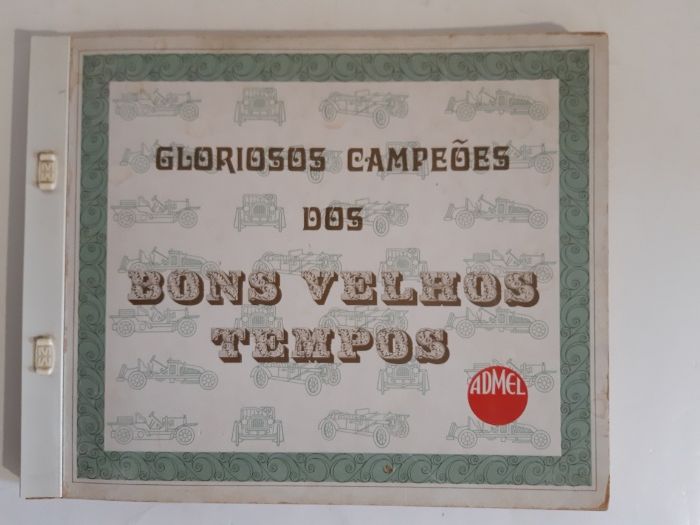 GLORIOSOS CAMPEÕES
DOS
BONS VELHOS
TEMPOS
ADMEL